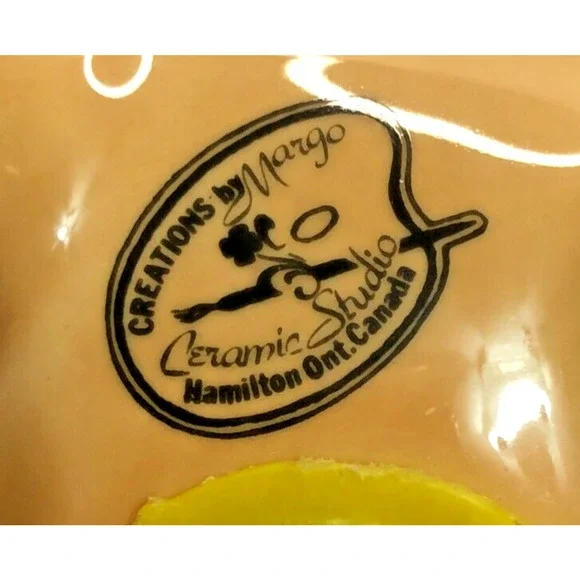 CREATIONS by Margo
Ceramic Studio
Hamilton Ont. Canada